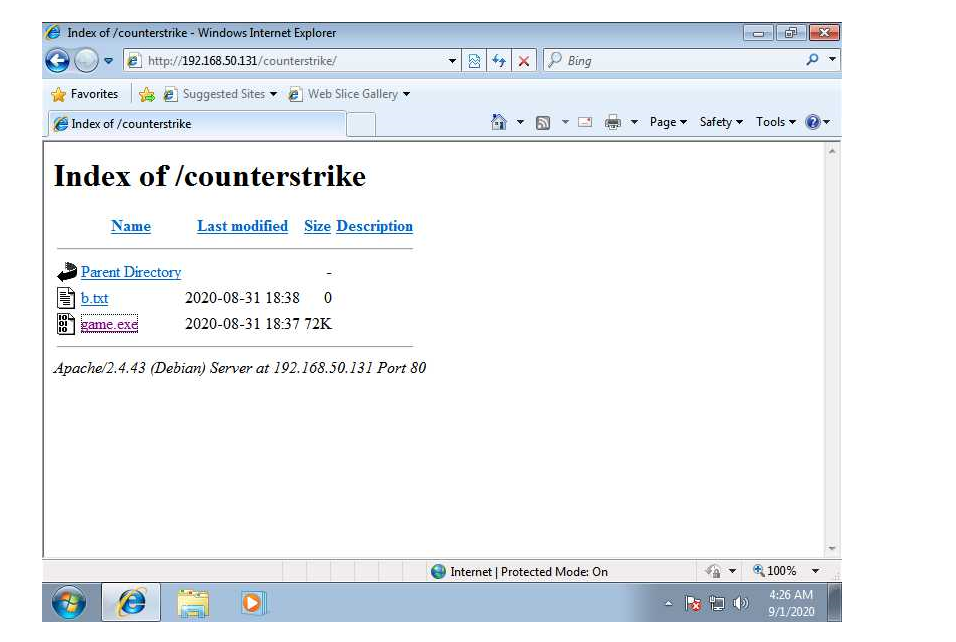 Index of /counterstrike - Windows Internet Explorer
http://192.168.50.131/counterstrike/
Bing
Favorites Suggested Sites Web Slice Gallery
Index of /counterstrike
Page Safety Tools
Index of /counterstrike
Name Last modified Size Description
Parent Directory -
b.txt 2020-08-31 18:38 0
game.exe 2020-08-31 18:37 72K
Apache/2.4.43 (Debian) Server at 192.168.50.131 Port 80
Internet | Protected Mode: On 100%
4:26 AM
9/1/2020